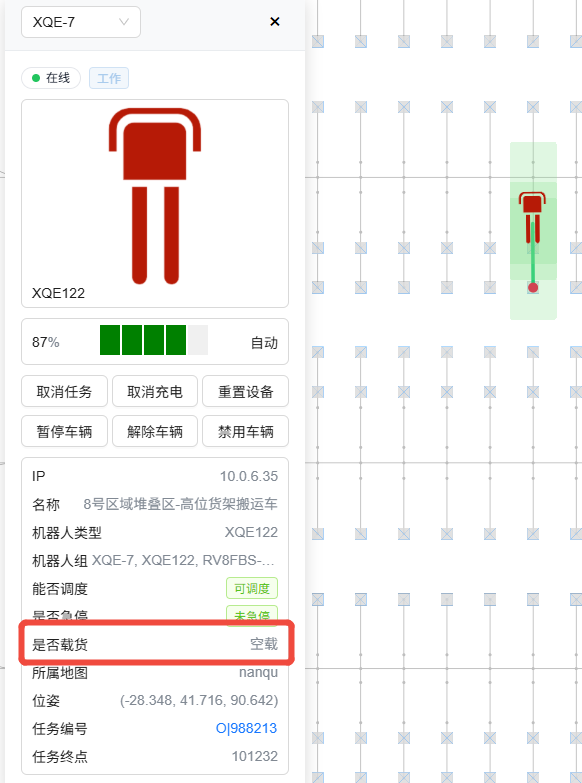 XQE-7
×
在线 工作
XQE122
87% 自动
取消任务 取消充电 重置设备
暂停车辆 解除车辆 禁用车辆
IP 10.0.6.35
名称 8号区域堆叠区-高位货架搬运车
机器人类型 XQE122
机器人组 XQE-7, XQE122, RV8FBS-...
能否调度 可调度
是否急停 未急停
是否载货 空载
所属地图 nanqu
位姿 (-28.348, 41.716, 90.642)
任务编号 O|988213
任务终点 101232